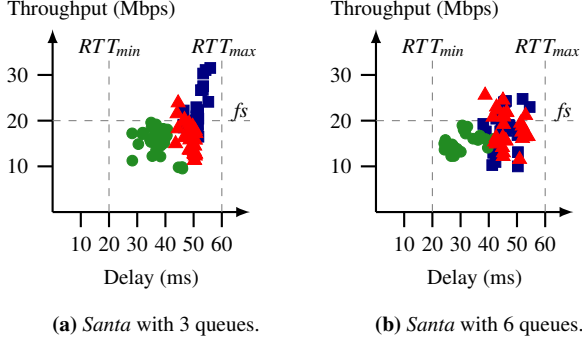 Throughput (Mbps)
RTTmin
RTTmax
30
20
10
fs
10 20 30 40 50 60
Delay (ms)
(a) Santa with 3 queues.
Throughput (Mbps)
RTTmin
RTTmax
30
20
10
fs
10 20 30 40 50 60
Delay (ms)
(b) Santa with 6 queues.